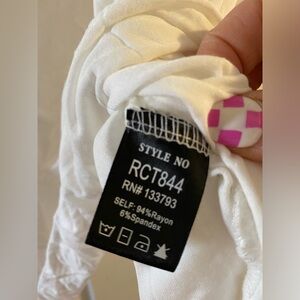 STYLE NO
RCT844
RN# 133793
SELF: 94%Rayon
6%Spandex